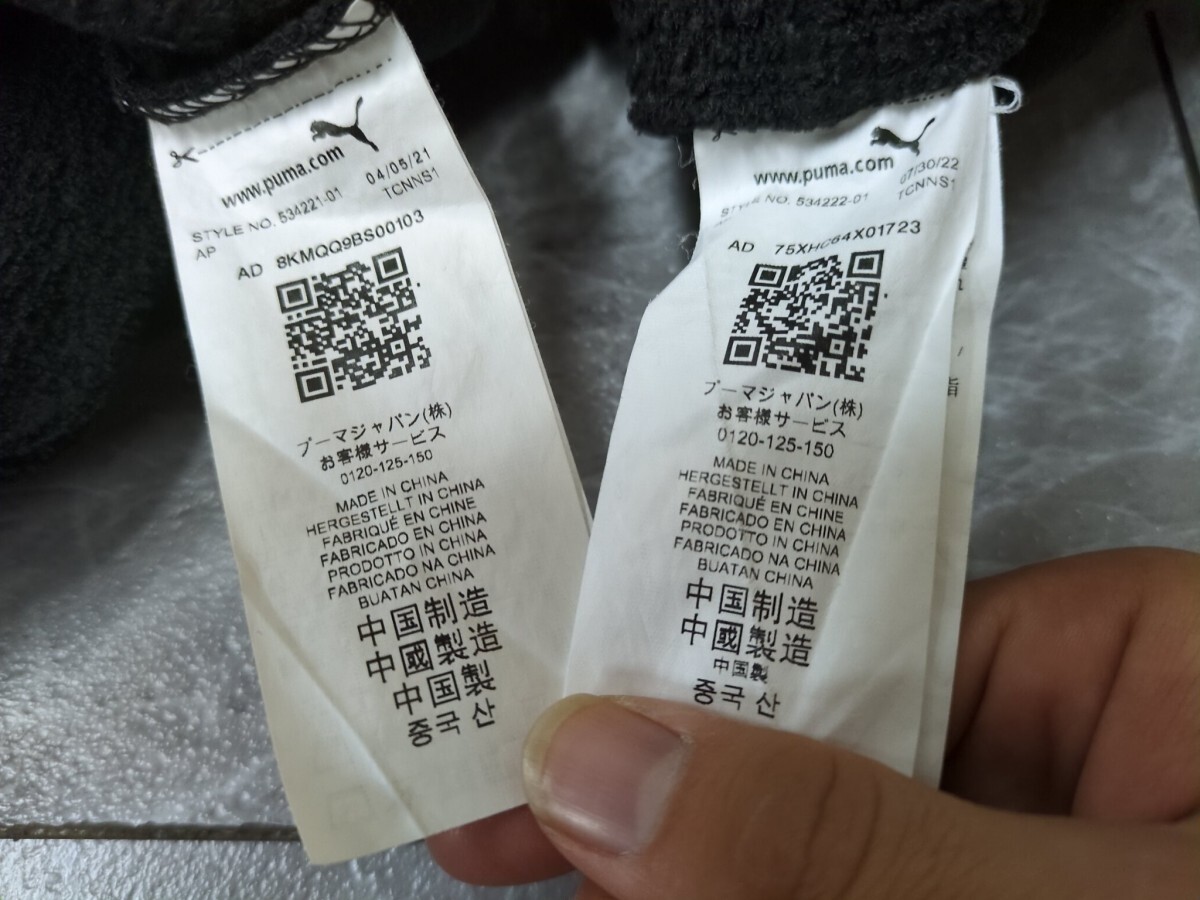 www.puma.com
04/05/21
STYLE NO. 534221-01
TCNNS1
AP
AD 8KMQQ9BS00103
プーマジャパン(株)
お客様サービス
0120-125-150
MADE IN CHINA
HERGESTELLT IN CHINA
FABRIQUÉ EN CHINE
FABRICADO EN CHINA
PRODOTTO IN CHINA
FABRICADO NA CHINA
BUATAN CHINA
中国制造
中國製造
中国製
중국 산
www.puma.com
07/30/22
STYLE NO. 534222-01
TCNNS1
AP
AD 75XHC64X01723
プーマジャパン(株)
お客様サービス
0120-125-150
MADE IN CHINA
HERGESTELLT IN CHINA
FABRIQUÉ EN CHINE
FABRICADO EN CHINA
PRODOTTO IN CHINA
FABRICADO NA CHINA
BUATAN CHINA
中国制造
中國製造
中国製
중국 산